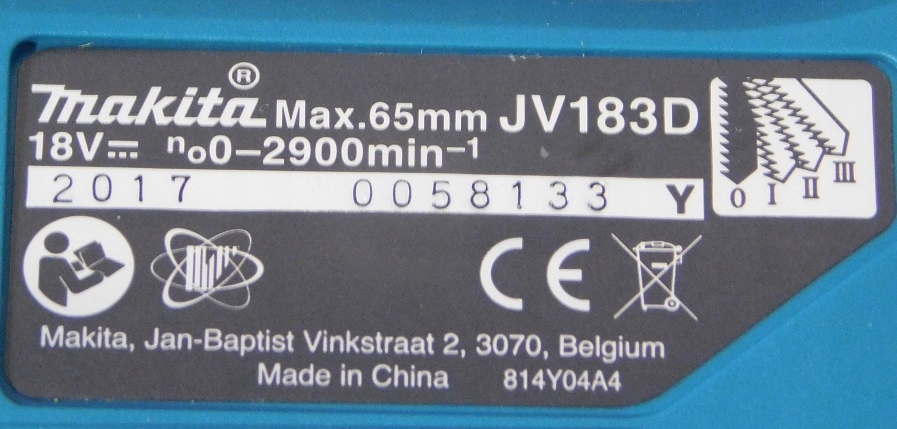 makita® Max.65mm JV183D
18V⎓ no0–2900min⁻¹
2017 0058133 Y
0 I II III
CE
Makita, Jan-Baptist Vinkstraat 2, 3070, Belgium
Made in China 814Y04A4